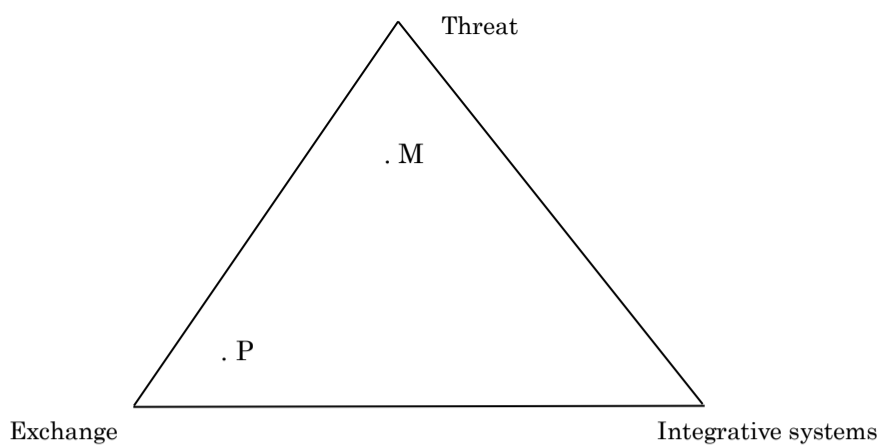 Threat
. M
. P
Exchange
Integrative systems